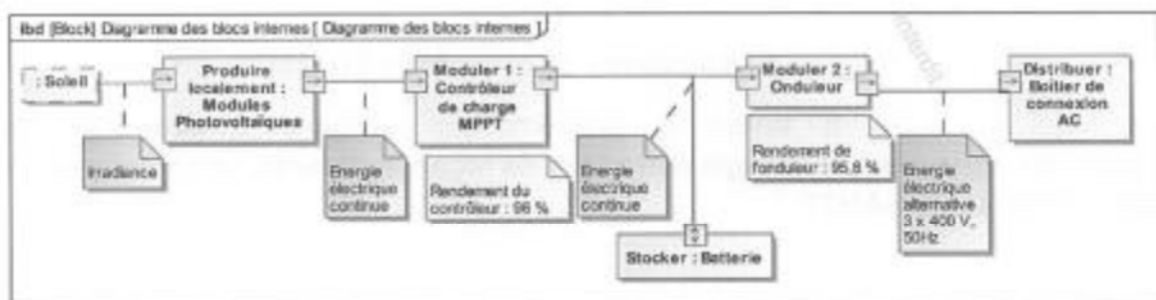 ibd [Block] Diagramme des blocs internes [ Diagramme des blocs internes ]
: Soleil
Produire
localement :
Modules
Photovoltaïques
Moduler 1 :
Contrôleur
de charge
MPPT
Moduler 2 :
Onduleur
Distribuer :
Boitier de
connexion
AC
Irradiance
Energie
électrique
continue
Rendement du
contrôleur : 96 %
Energie
électrique
continue
Rendement de
l'onduleur : 95,8 %
Energie
électrique
alternative
3 x 400 V,
50Hz
Stocker : Batterie
interdit